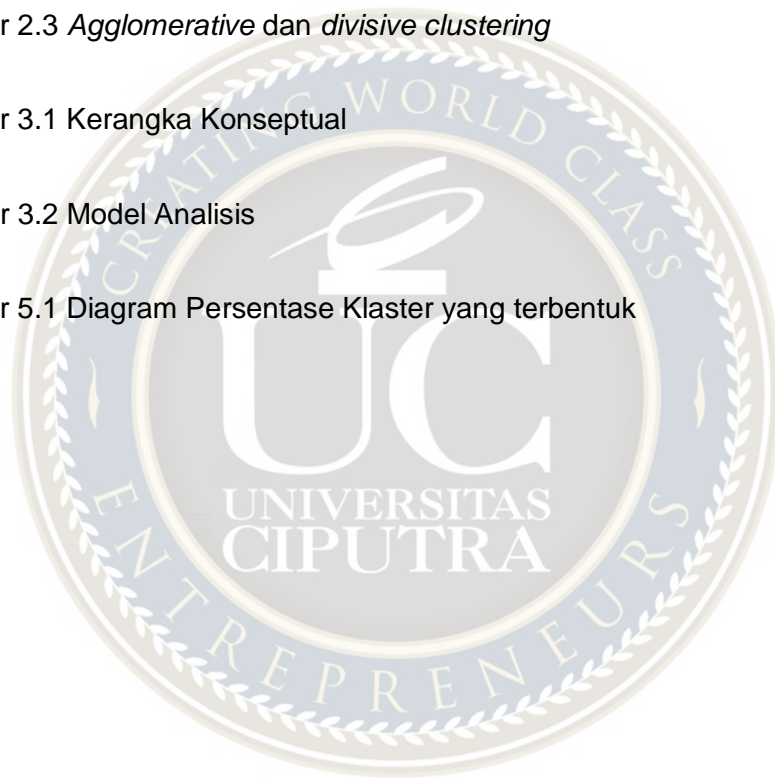 r 2.3 Agglomerative dan divisive clustering
r 3.1 Kerangka Konseptual
r 3.2 Model Analisis
r 5.1 Diagram Persentase Klaster yang terbentuk
CREATING WORLD CLASS
UC
UNIVERSITAS
CIPUTRA
ENTREPRENEURS